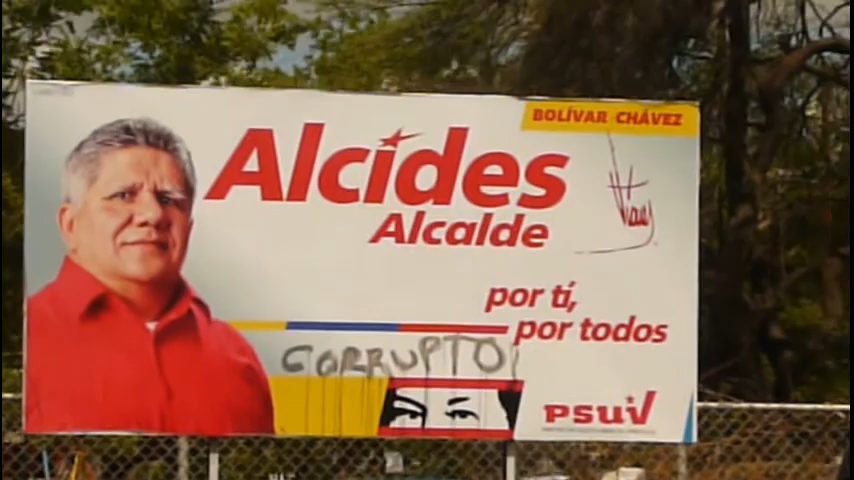 BOLÍVAR CHÁVEZ
Alcides
Alcalde
por tí,
por todos
CORRUPTO!
PSUV